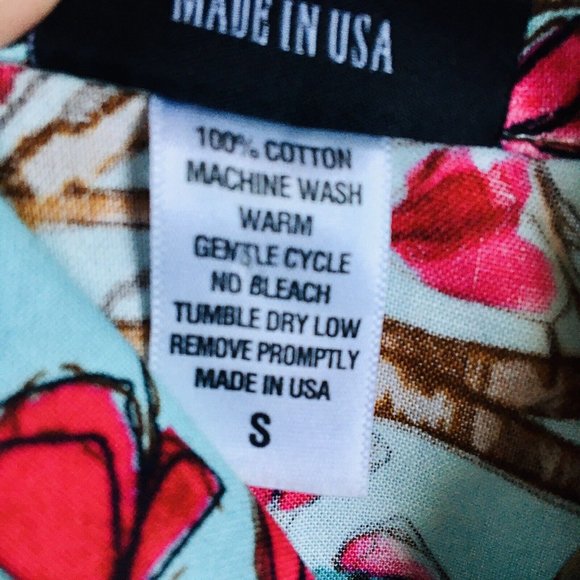 MADE IN USA
100% COTTON
MACHINE WASH
WARM
GENTLE CYCLE
NO BLEACH
TUMBLE DRY LOW
REMOVE PROMPTLY
MADE IN USA
S